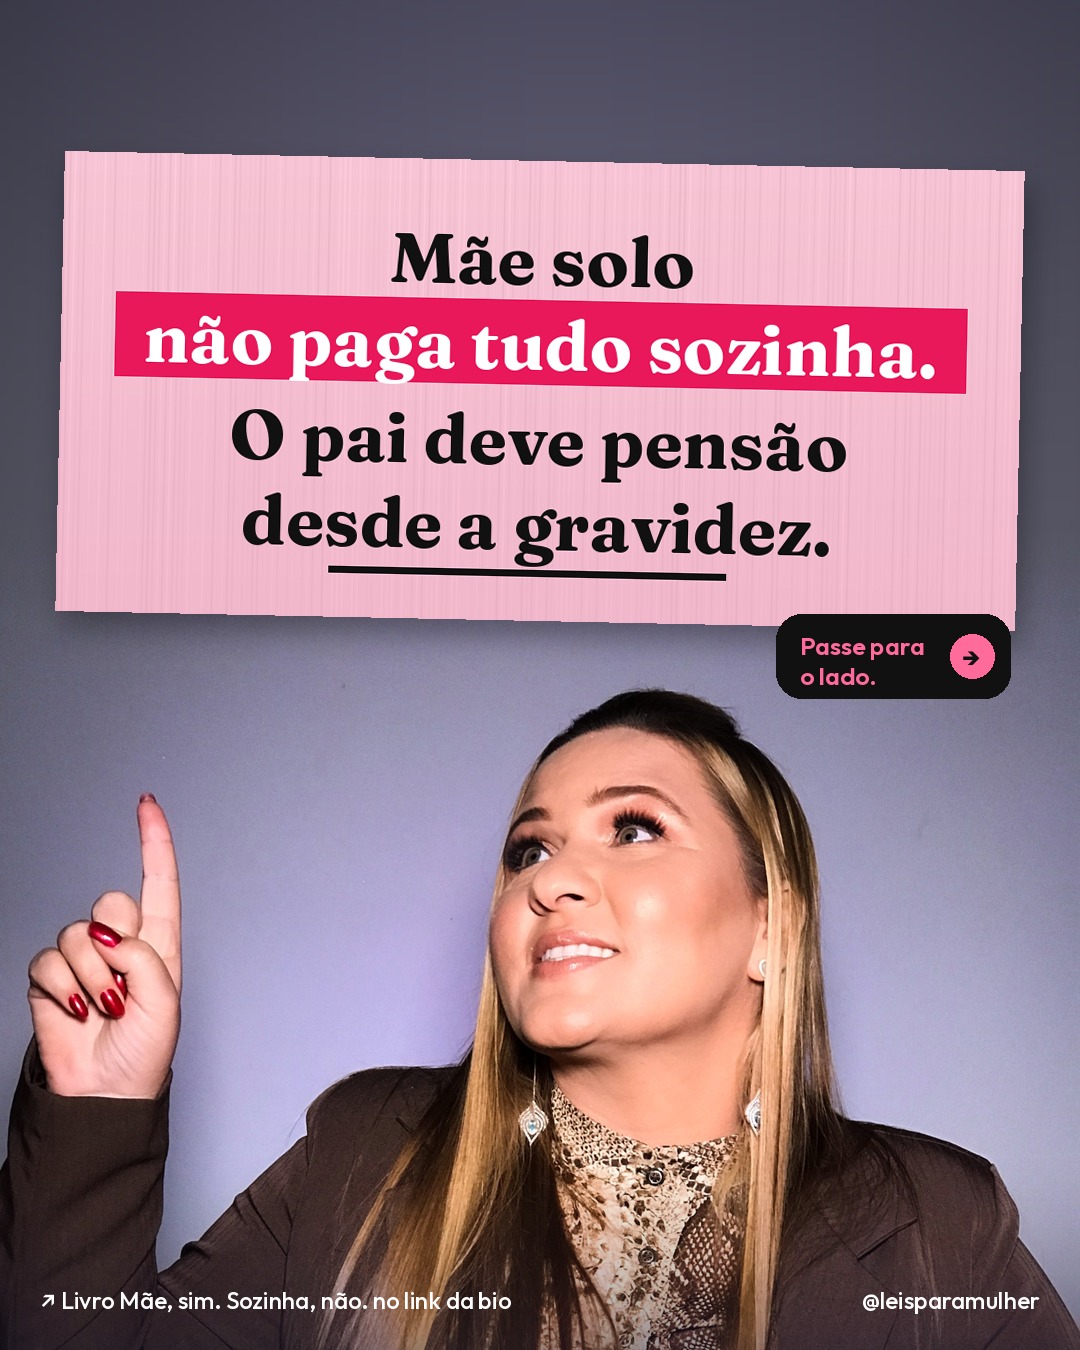 Mãe solo
não paga tudo sozinha.
O pai deve pensão
desde a gravidez.
Passe para
o lado.
↗ Livro Mãe, sim. Sozinha, não. no link da bio
@leisparamulher